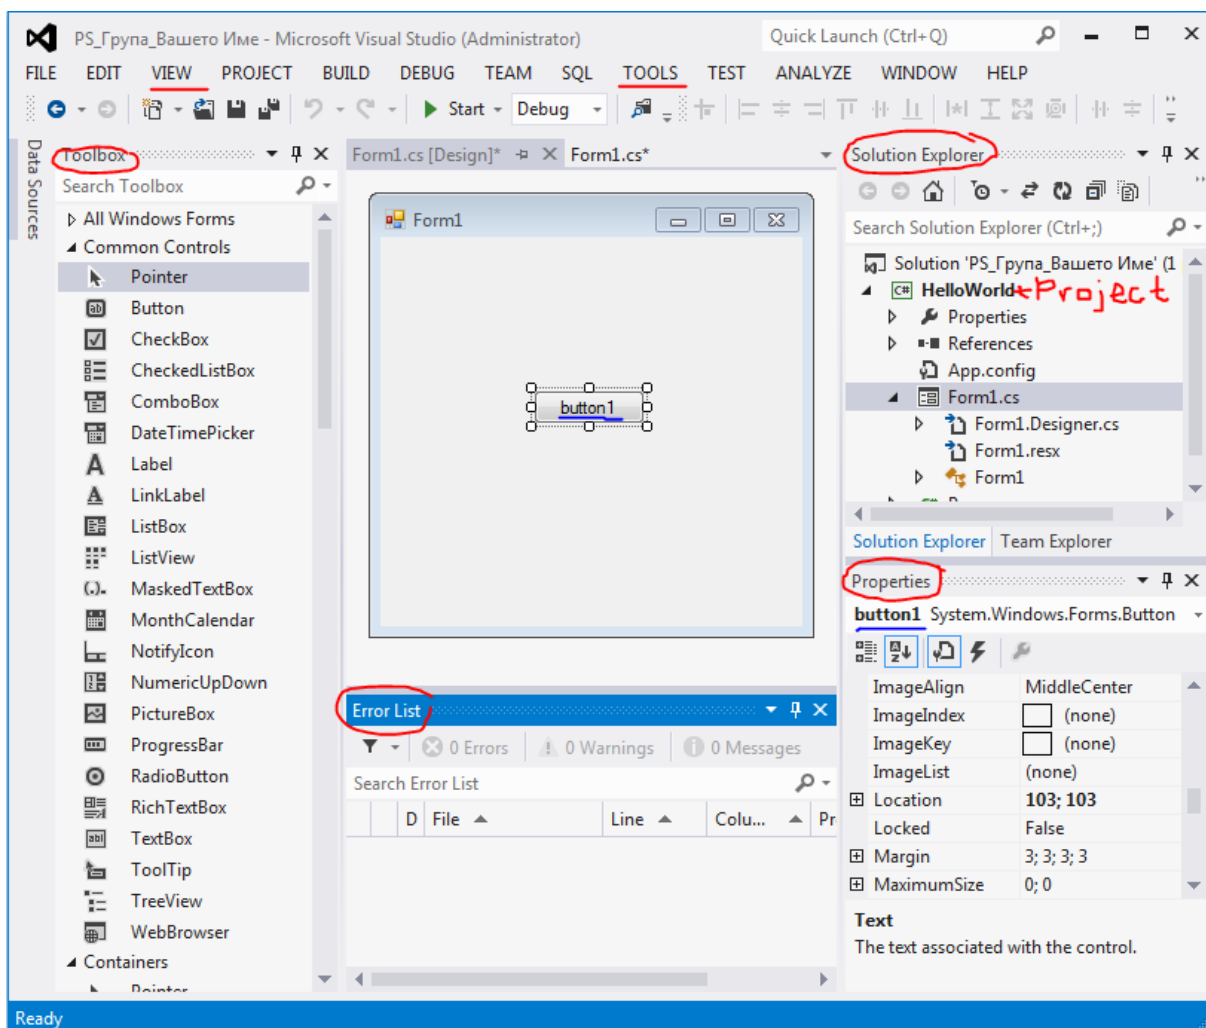 PS_Група_Вашето Име - Microsoft Visual Studio (Administrator)
Quick Launch (Ctrl+Q)
FILE EDIT VIEW PROJECT BUILD DEBUG TEAM SQL TOOLS TEST ANALYZE WINDOW HELP
Start Debug
Data Sources
Toolbox
Search Toolbox
All Windows Forms
Common Controls
Pointer
Button
CheckBox
CheckedListBox
ComboBox
DateTimePicker
Label
LinkLabel
ListBox
ListView
MaskedTextBox
MonthCalendar
NotifyIcon
NumericUpDown
PictureBox
ProgressBar
RadioButton
RichTextBox
TextBox
ToolTip
TreeView
WebBrowser
Containers
Pointer
Form1.cs [Design]* Form1.cs*
Form1
button1
Error List
0 Errors 0 Warnings 0 Messages
Search Error List
D File Line Colu... Pr
Solution Explorer
Search Solution Explorer (Ctrl+;)
Solution 'PS_Група_Вашето Име' (1
HelloWorld Project
Properties
References
App.config
Form1.cs
Form1.Designer.cs
Form1.resx
Form1
Solution Explorer Team Explorer
Properties
button1 System.Windows.Forms.Button
ImageAlign MiddleCenter
ImageIndex (none)
ImageKey (none)
ImageList (none)
Location 103; 103
Locked False
Margin 3; 3; 3; 3
MaximumSize 0; 0
Text
The text associated with the control.
Ready